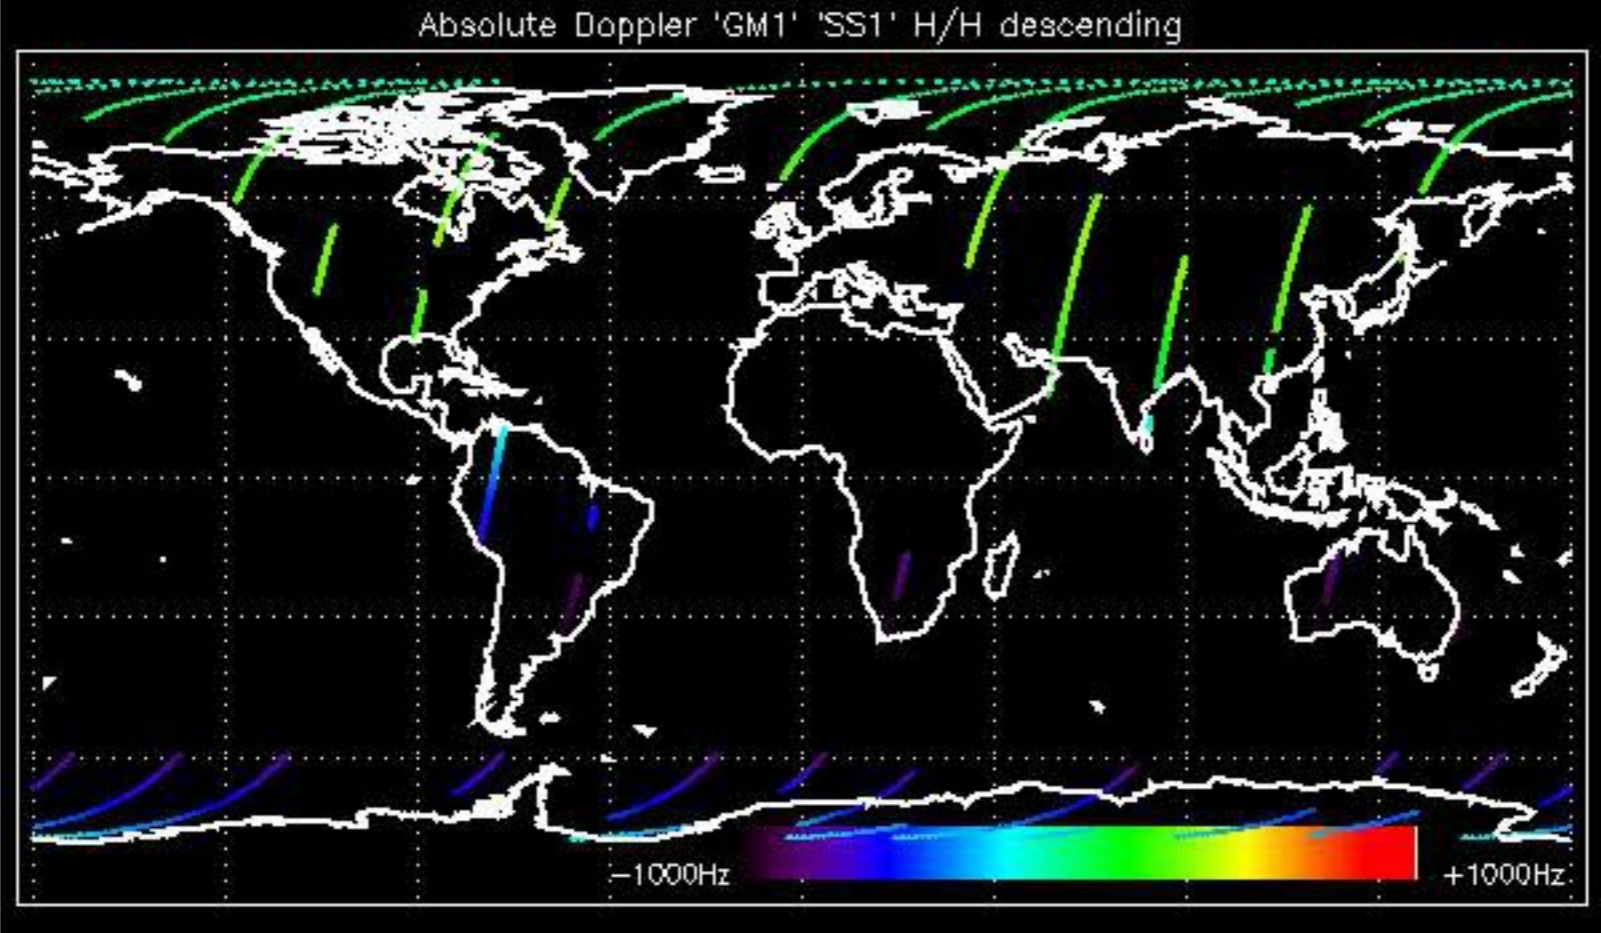 Absolute Doppler 'GM1' 'SS1' H/H descending
-1000Hz
+1000Hz